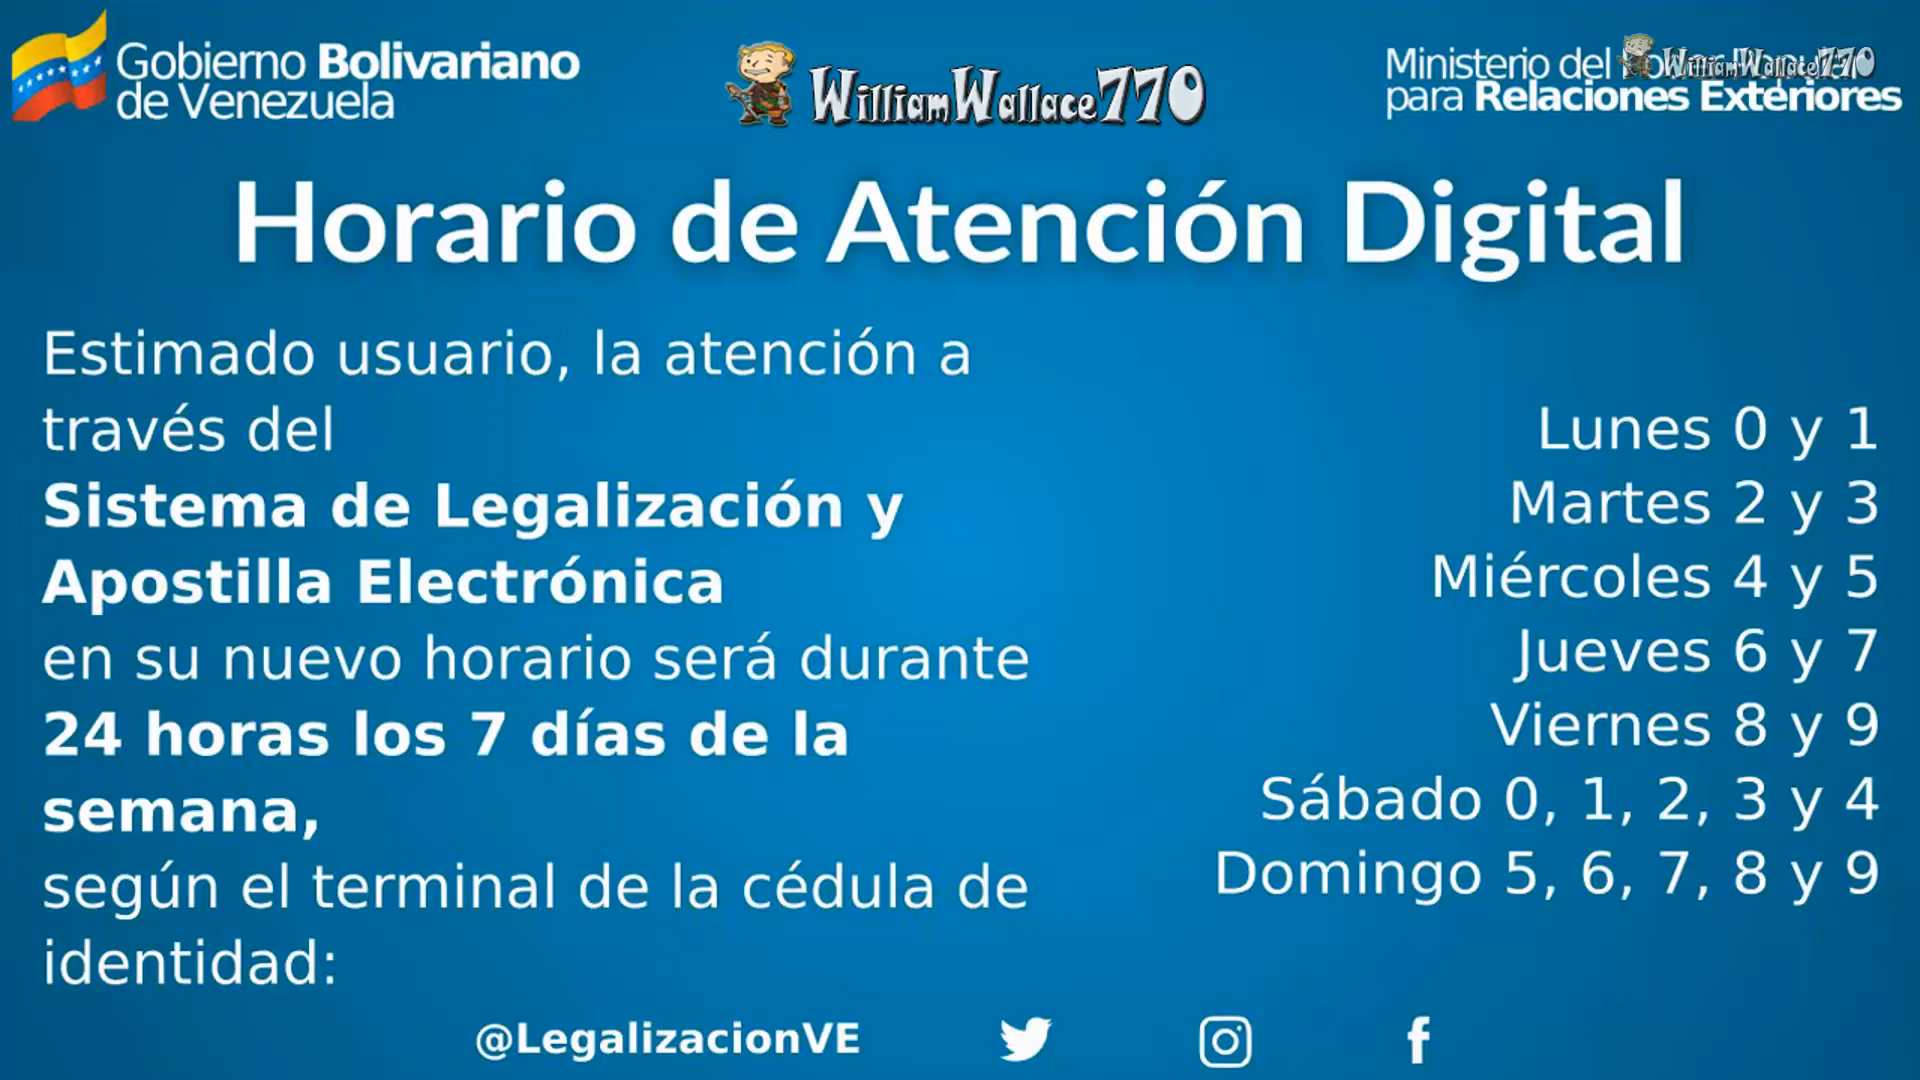 Gobierno Bolivariano
de Venezuela
WilliamWallace770
Ministerio del Poder Popular
WilliamWallace770
para Relaciones Exteriores
Horario de Atención Digital
Estimado usuario, la atención a
través del
Sistema de Legalización y
Apostilla Electrónica
en su nuevo horario será durante
24 horas los 7 días de la
semana,
según el terminal de la cédula de
identidad:
Lunes 0 y 1
Martes 2 y 3
Miércoles 4 y 5
Jueves 6 y 7
Viernes 8 y 9
Sábado 0, 1, 2, 3 y 4
Domingo 5, 6, 7, 8 y 9
@LegalizacionVE